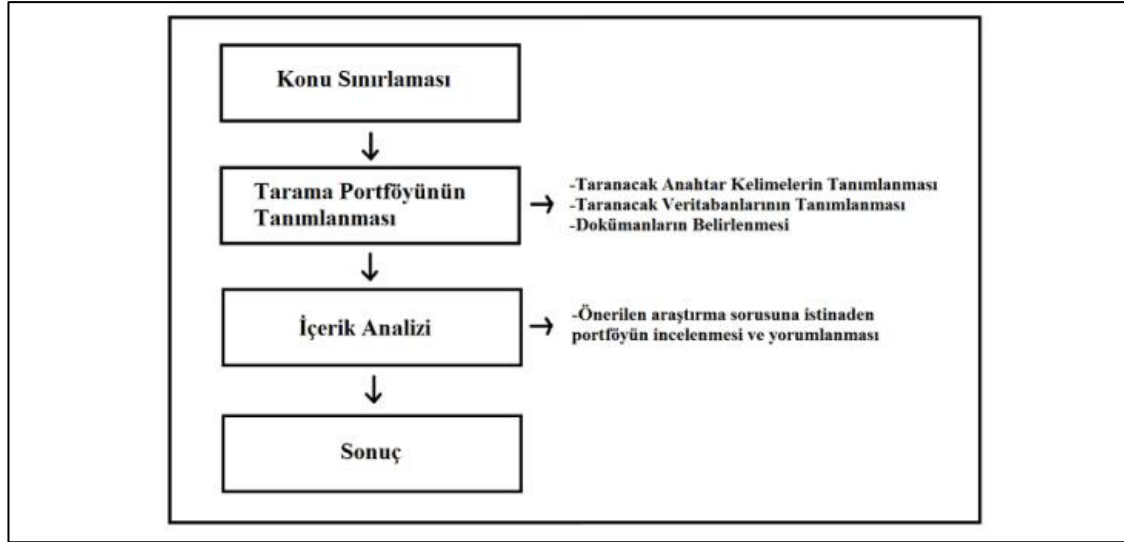 Konu Sınırlaması
Tarama Portföyünün
Tanımlanması
-Taranacak Anahtar Kelimelerin Tanımlanması
-Taranacak Veritabanlarının Tanımlanması
-Dokümanların Belirlenmesi
İçerik Analizi
-Önerilen araştırma sorusuna istinaden
portföyün incelenmesi ve yorumlanması
Sonuç